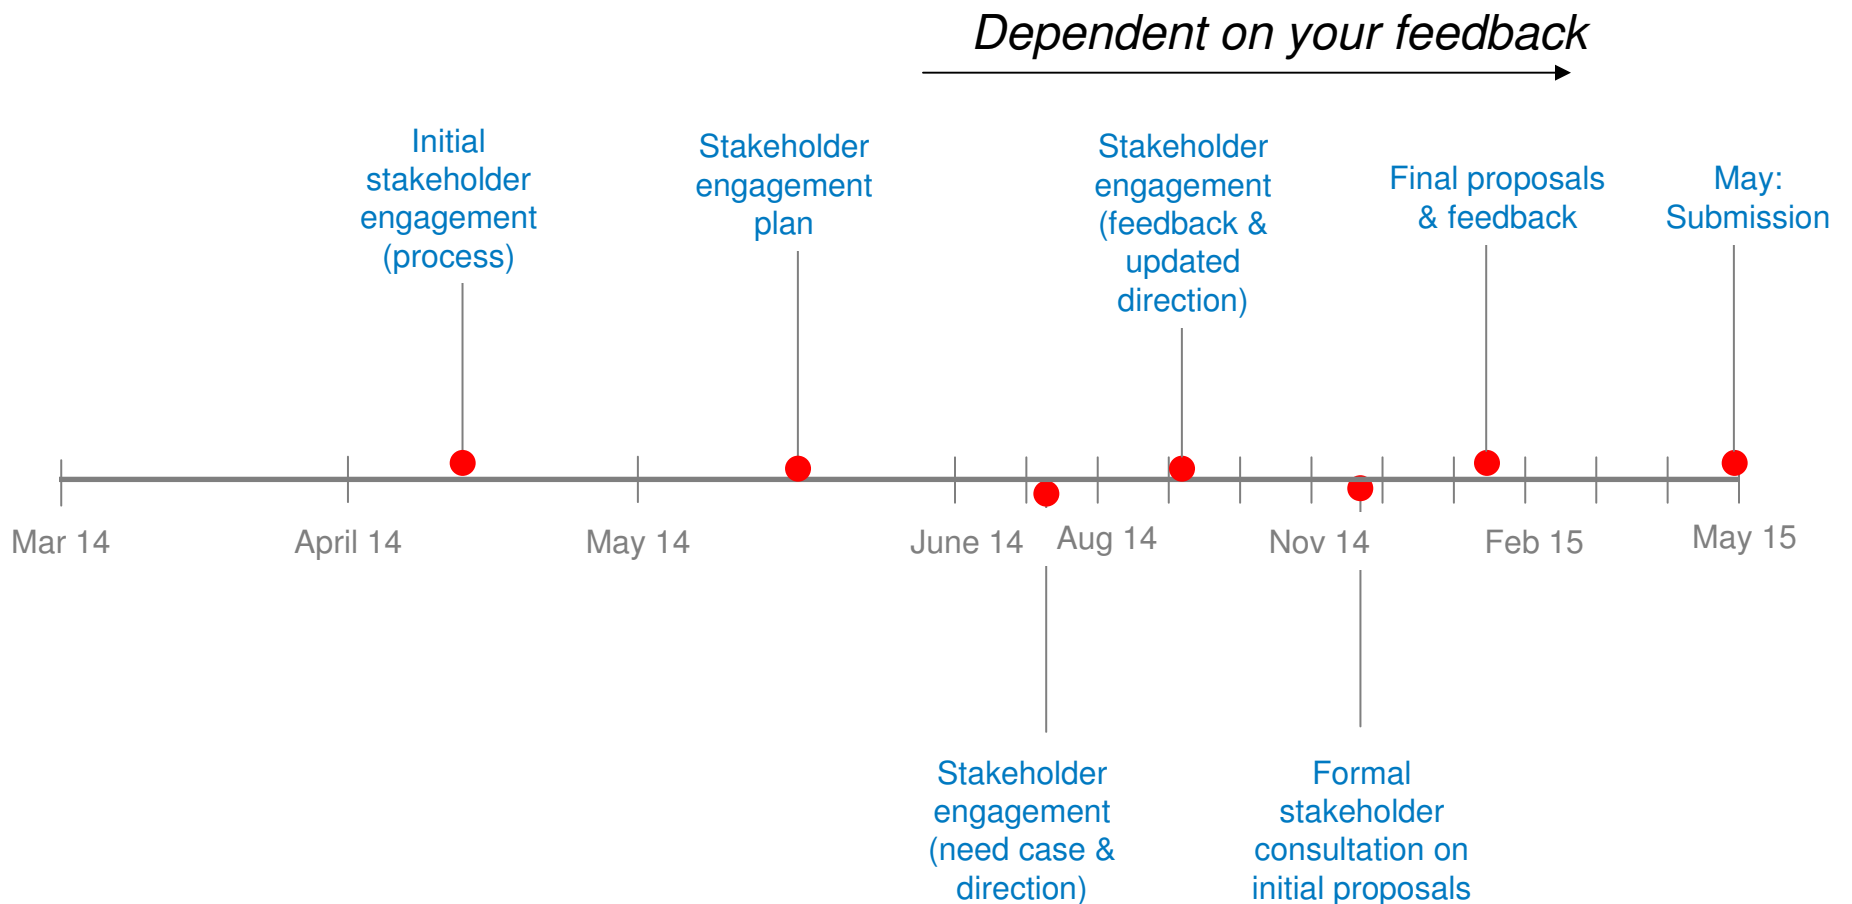 Dependent on your feedback
Initial
stakeholder
engagement
(process)
Stakeholder
engagement
plan
Stakeholder
engagement
(feedback &
updated
direction)
Final proposals
& feedback
May:
Submission
Mar 14
April 14
May 14
June 14
Aug 14
Nov 14
Feb 15
May 15
Stakeholder
engagement
(need case &
direction)
Formal
stakeholder
consultation on
initial proposals